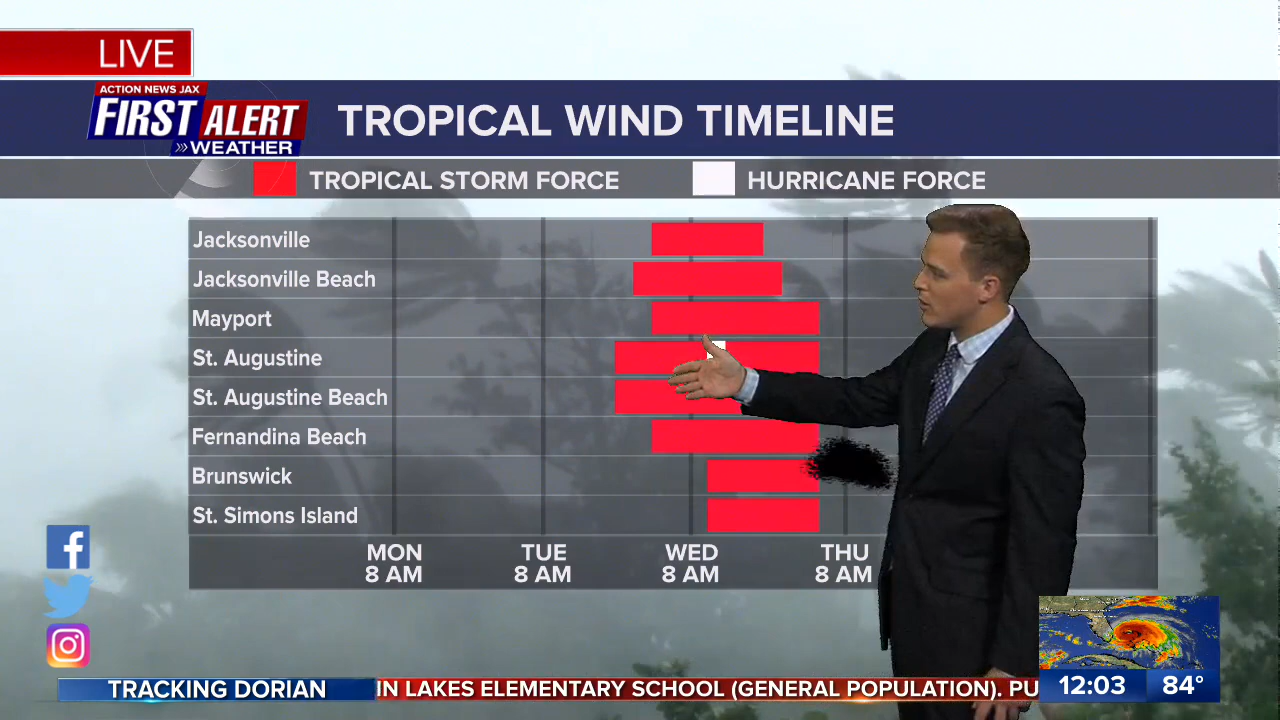 LIVE
ACTION NEWS JAX
FIRST ALERT
WEATHER
TROPICAL WIND TIMELINE
TROPICAL STORM FORCE
HURRICANE FORCE
Jacksonville
Jacksonville Beach
Mayport
St. Augustine
St. Augustine Beach
Fernandina Beach
Brunswick
St. Simons Island
MON
8 AM
TUE
8 AM
WED
8 AM
THU
8 AM
TRACKING DORIAN
IN LAKES ELEMENTARY SCHOOL (GENERAL POPULATION). PU
12:03
84°